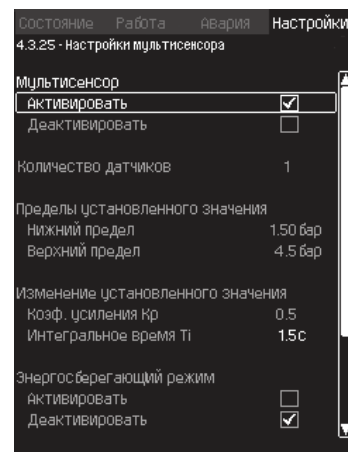 Состояние Работа Авария Настройки
4.3.25 - Настройки мультисенсора
Мультисенсор
Активировать
Деактивировать
Количество датчиков 1
Пределы установленного значения
Нижний предел 1.50 бар
Верхний предел 4.5 бар
Изменение установленного значения
Коэф. усиления Кр 0.5
Интегральное время Ti 1.5 с
Энергосберегающий режим
Активировать
Деактивировать